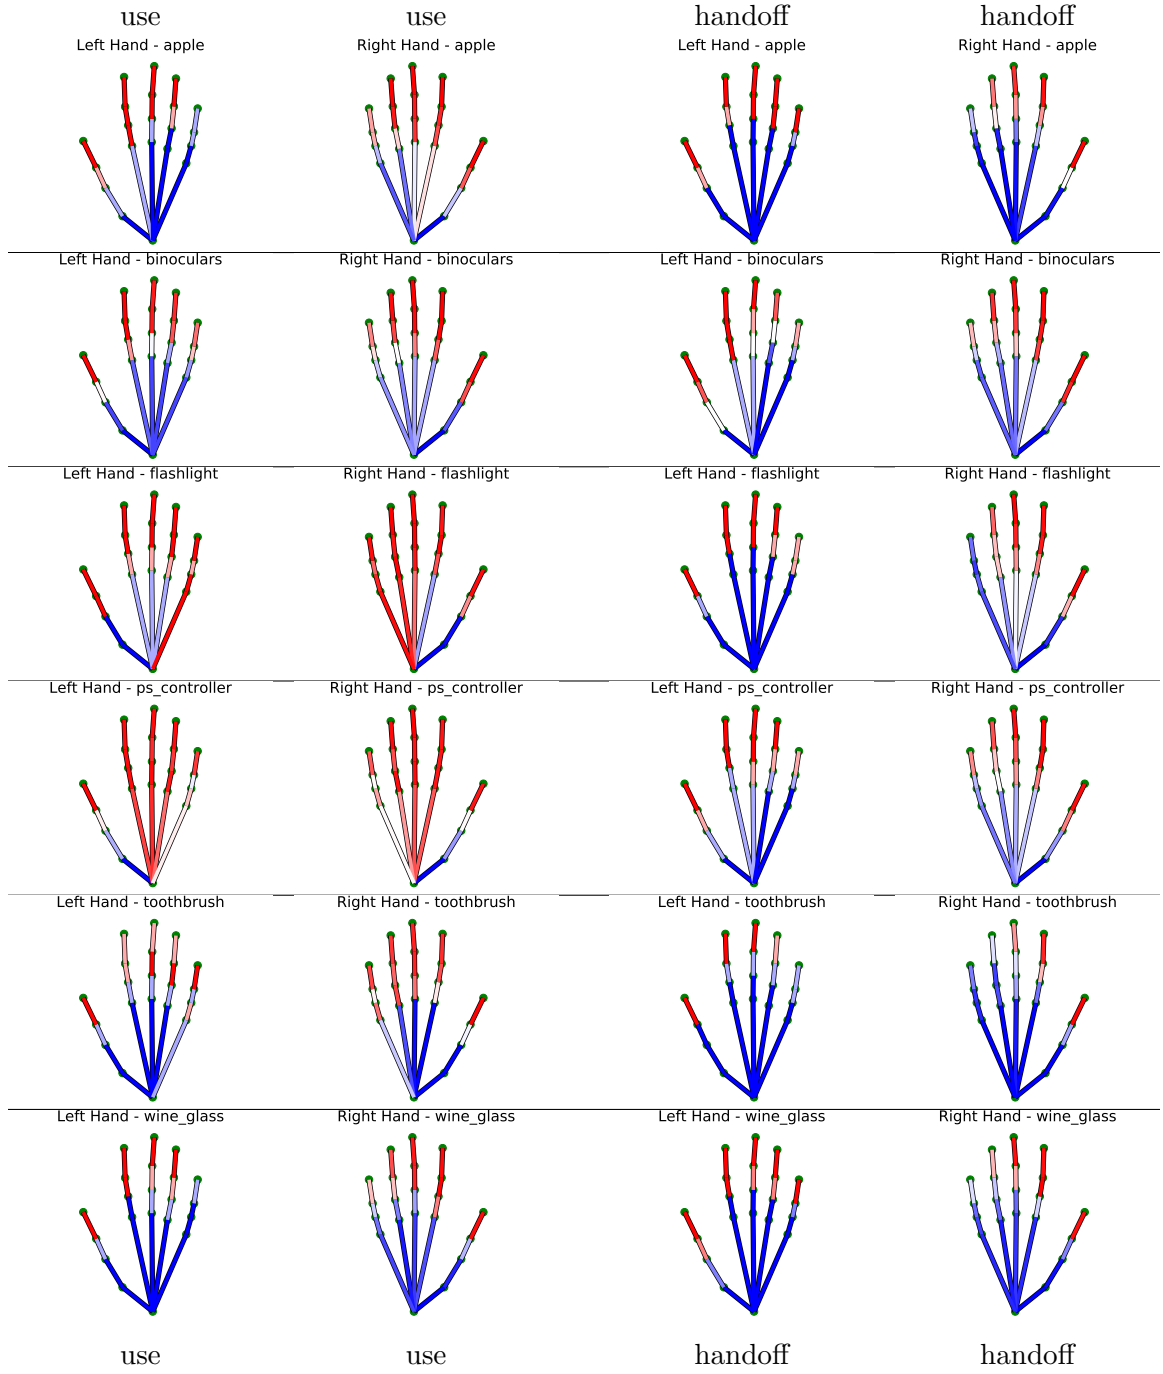 use use handoff handoff
Left Hand - apple Right Hand - apple Left Hand - apple Right Hand - apple
Left Hand - binoculars Right Hand - binoculars Left Hand - binoculars Right Hand - binoculars
Left Hand - flashlight Right Hand - flashlight Left Hand - flashlight Right Hand - flashlight
Left Hand - ps_controller Right Hand - ps_controller Left Hand - ps_controller Right Hand - ps_controller
Left Hand - toothbrush Right Hand - toothbrush Left Hand - toothbrush Right Hand - toothbrush
Left Hand - wine_glass Right Hand - wine_glass Left Hand - wine_glass Right Hand - wine_glass
use use handoff handoff